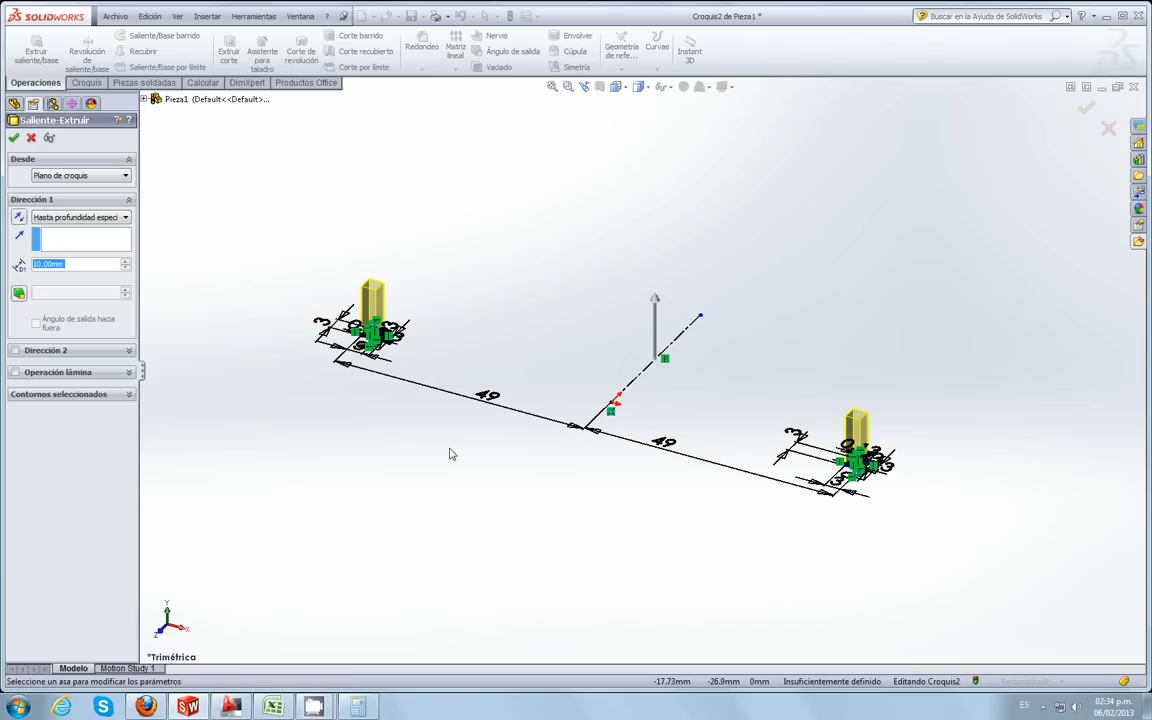 SOLIDWORKS
Archivo Edición Ver Insertar Herramientas Ventana ?
Croquis2 de Pieza1 *
Buscar en la Ayuda de SolidWorks
Extruir saliente/base
Revolución de saliente/base
Saliente/Base barrido
Recubrir
Saliente/Base por límite
Extruir corte
Asistente para taladro
Corte de revolución
Corte barrido
Corte recubierto
Corte por límite
Redondeo
Matriz lineal
Nervio
Ángulo de salida
Vaciado
Envolver
Cúpula
Simetría
Geometría de refe...
Curvas
Instant 3D
Operaciones Croquis Piezas soldadas Calcular DimXpert Productos Office
Pieza1 (Default<<Default>...
Saliente-Extruir
Desde
Plano de croquis
Dirección 1
Hasta profundidad especi
10.00mm
Ángulo de salida hacia
fuera
Dirección 2
Operación lámina
Contornos seleccionados
3
49
49
3
Y
X
Z
*Trimétrica
Modelo Motion Study 1
Seleccione un asa para modificar los parámetros
-17.73mm -26.9mm 0mm Insuficientemente definido Editando Croquis2
ES
02:34 p.m.
06/02/2013